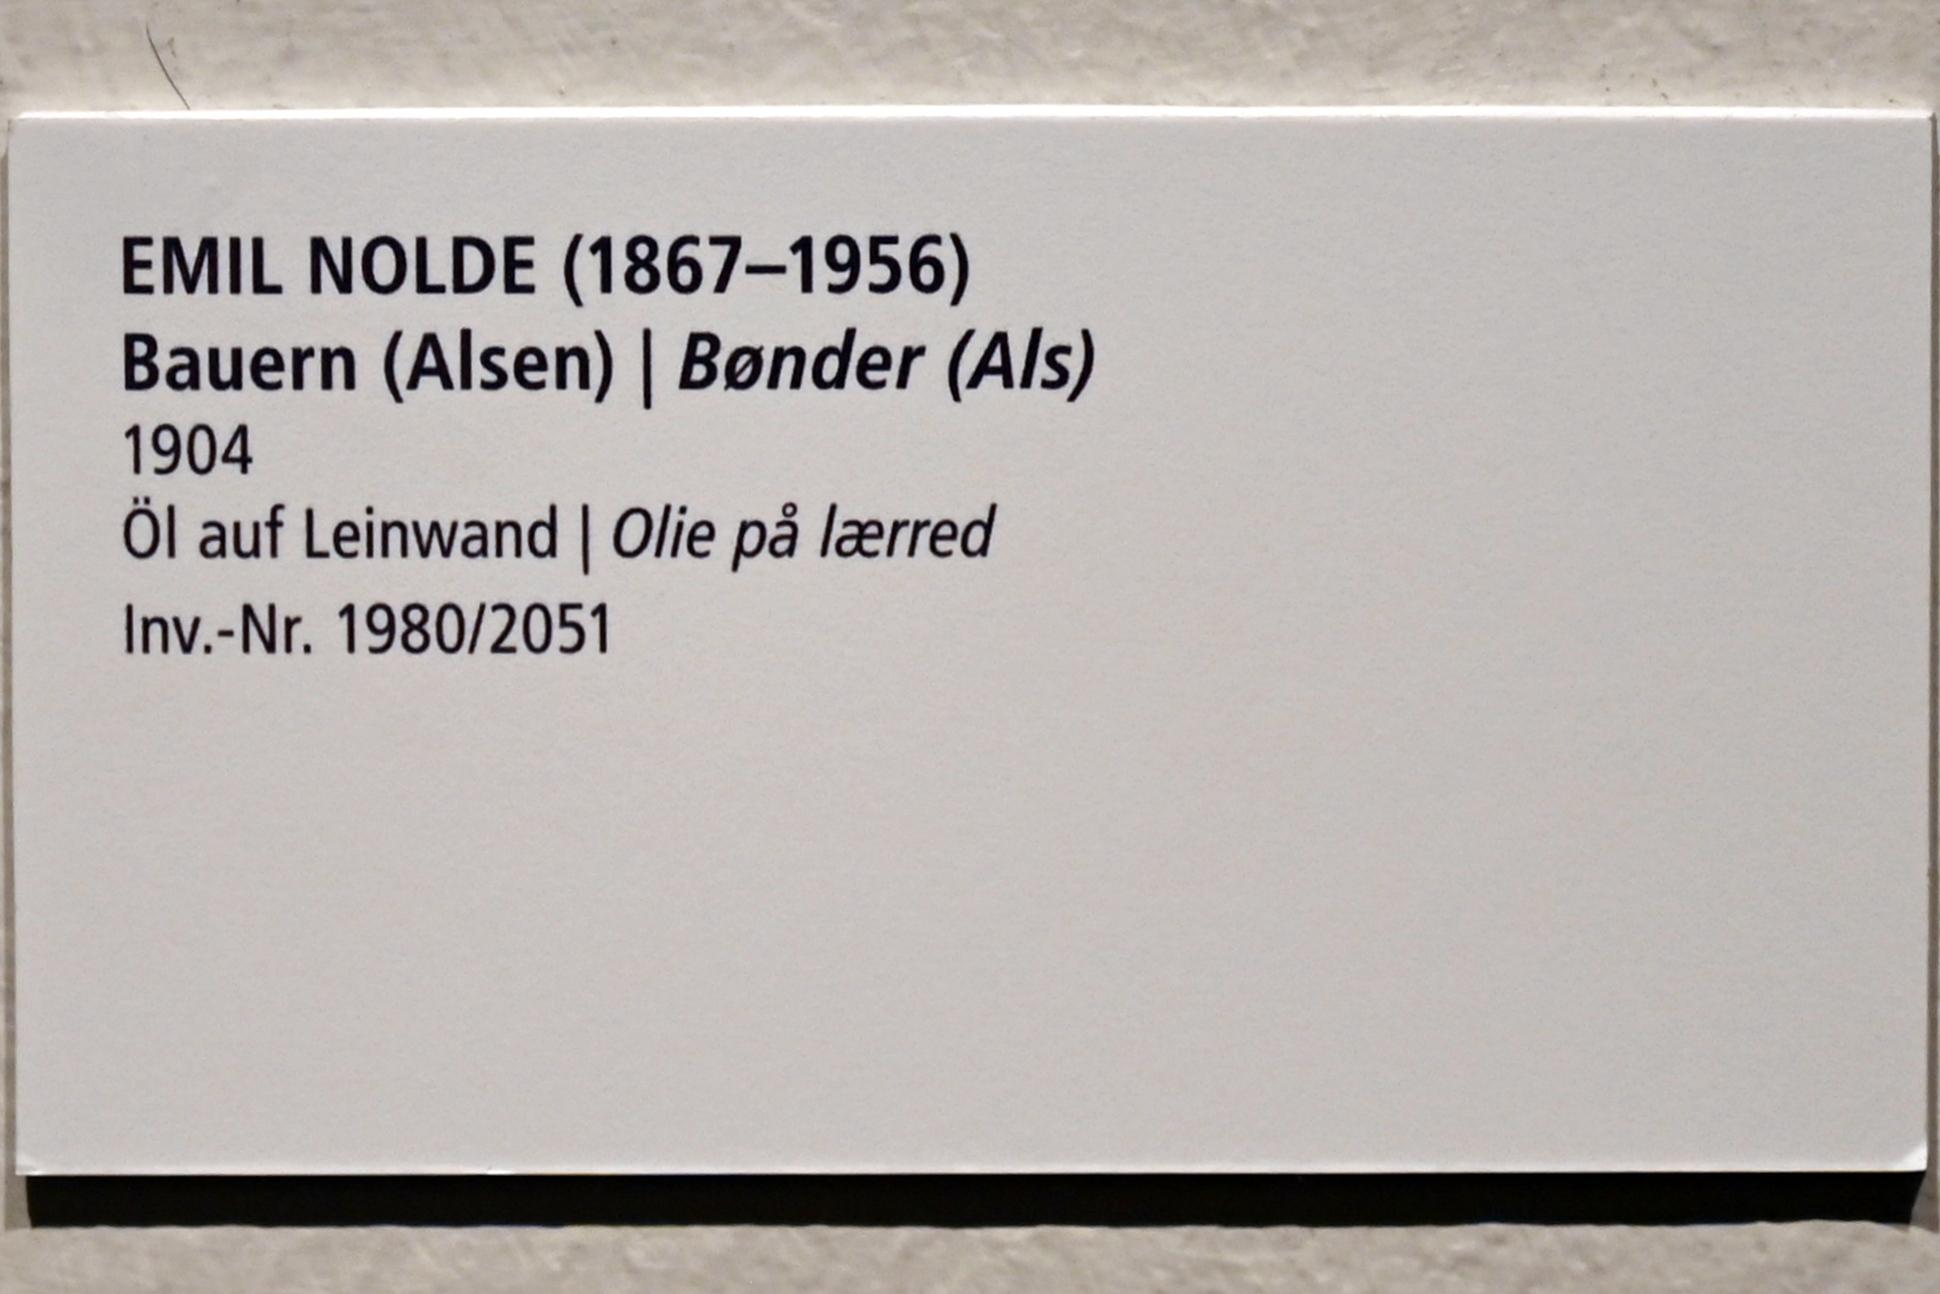 EMIL NOLDE (1867–1956)
Bauern (Alsen) | Bønder (Als)
1904
Öl auf Leinwand | Olie på lærred
Inv.-Nr. 1980/2051